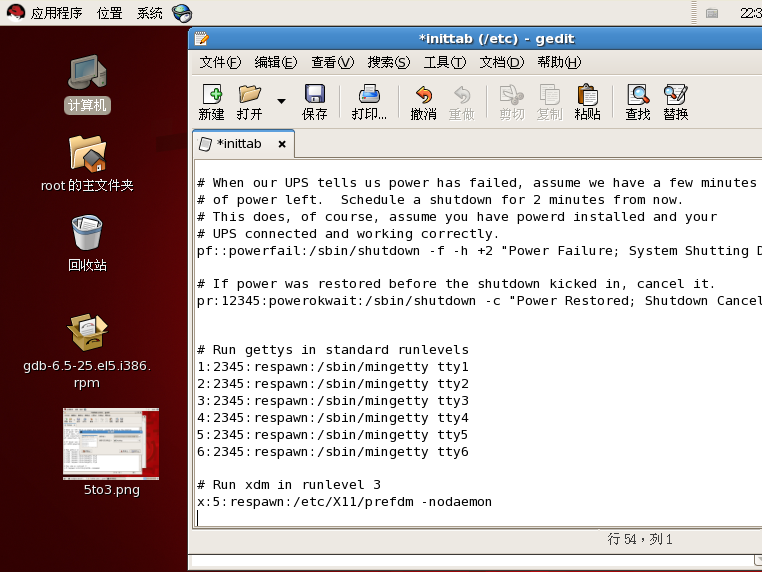 应用程序 位置 系统 22:3
计算机
root 的主文件夹
回收站
gdb-6.5-25.el5.i386.
rpm
5to3.png
*inittab (/etc) - gedit
文件(F) 编辑(E) 查看(V) 搜索(S) 工具(T) 文档(D) 帮助(H)
新建 打开 保存 打印... 撤消 重做 剪切 复制 粘贴 查找 替换
*inittab
# When our UPS tells us power has failed, assume we have a few minutes
# of power left.  Schedule a shutdown for 2 minutes from now.
# This does, of course, assume you have powerd installed and your
# UPS connected and working correctly.
pf::powerfail:/sbin/shutdown -f -h +2 "Power Failure; System Shutting D
# If power was restored before the shutdown kicked in, cancel it.
pr:12345:powerokwait:/sbin/shutdown -c "Power Restored; Shutdown Cancel
# Run gettys in standard runlevels
1:2345:respawn:/sbin/mingetty tty1
2:2345:respawn:/sbin/mingetty tty2
3:2345:respawn:/sbin/mingetty tty3
4:2345:respawn:/sbin/mingetty tty4
5:2345:respawn:/sbin/mingetty tty5
6:2345:respawn:/sbin/mingetty tty6
# Run xdm in runlevel 3
x:5:respawn:/etc/X11/prefdm -nodaemon
行 54，列 1